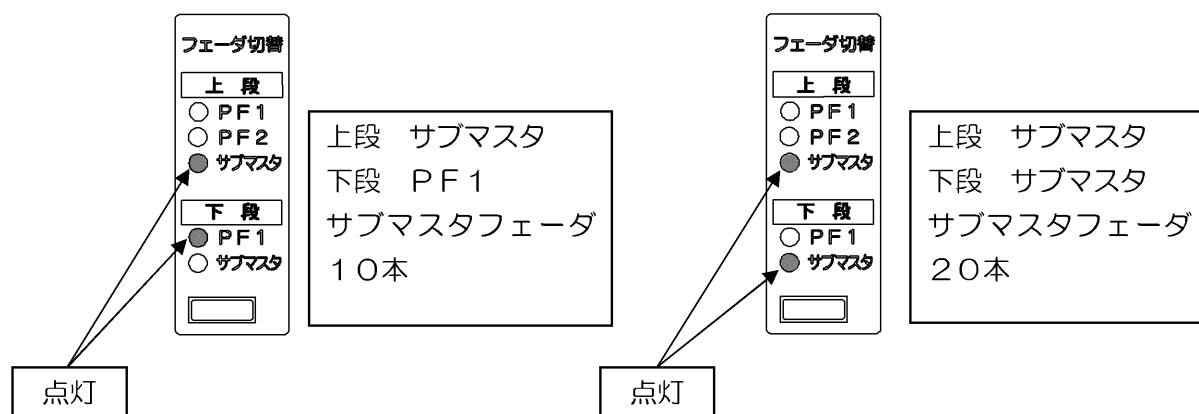 フェーダ切替
上 段
ＰＦ１
ＰＦ２
サブマスタ
下 段
ＰＦ１
サブマスタ
点灯
上段　サブマスタ
下段　ＰＦ１
サブマスタフェーダ
１０本
フェーダ切替
上 段
ＰＦ１
ＰＦ２
サブマスタ
下 段
ＰＦ１
サブマスタ
点灯
上段　サブマスタ
下段　サブマスタ
サブマスタフェーダ
２０本